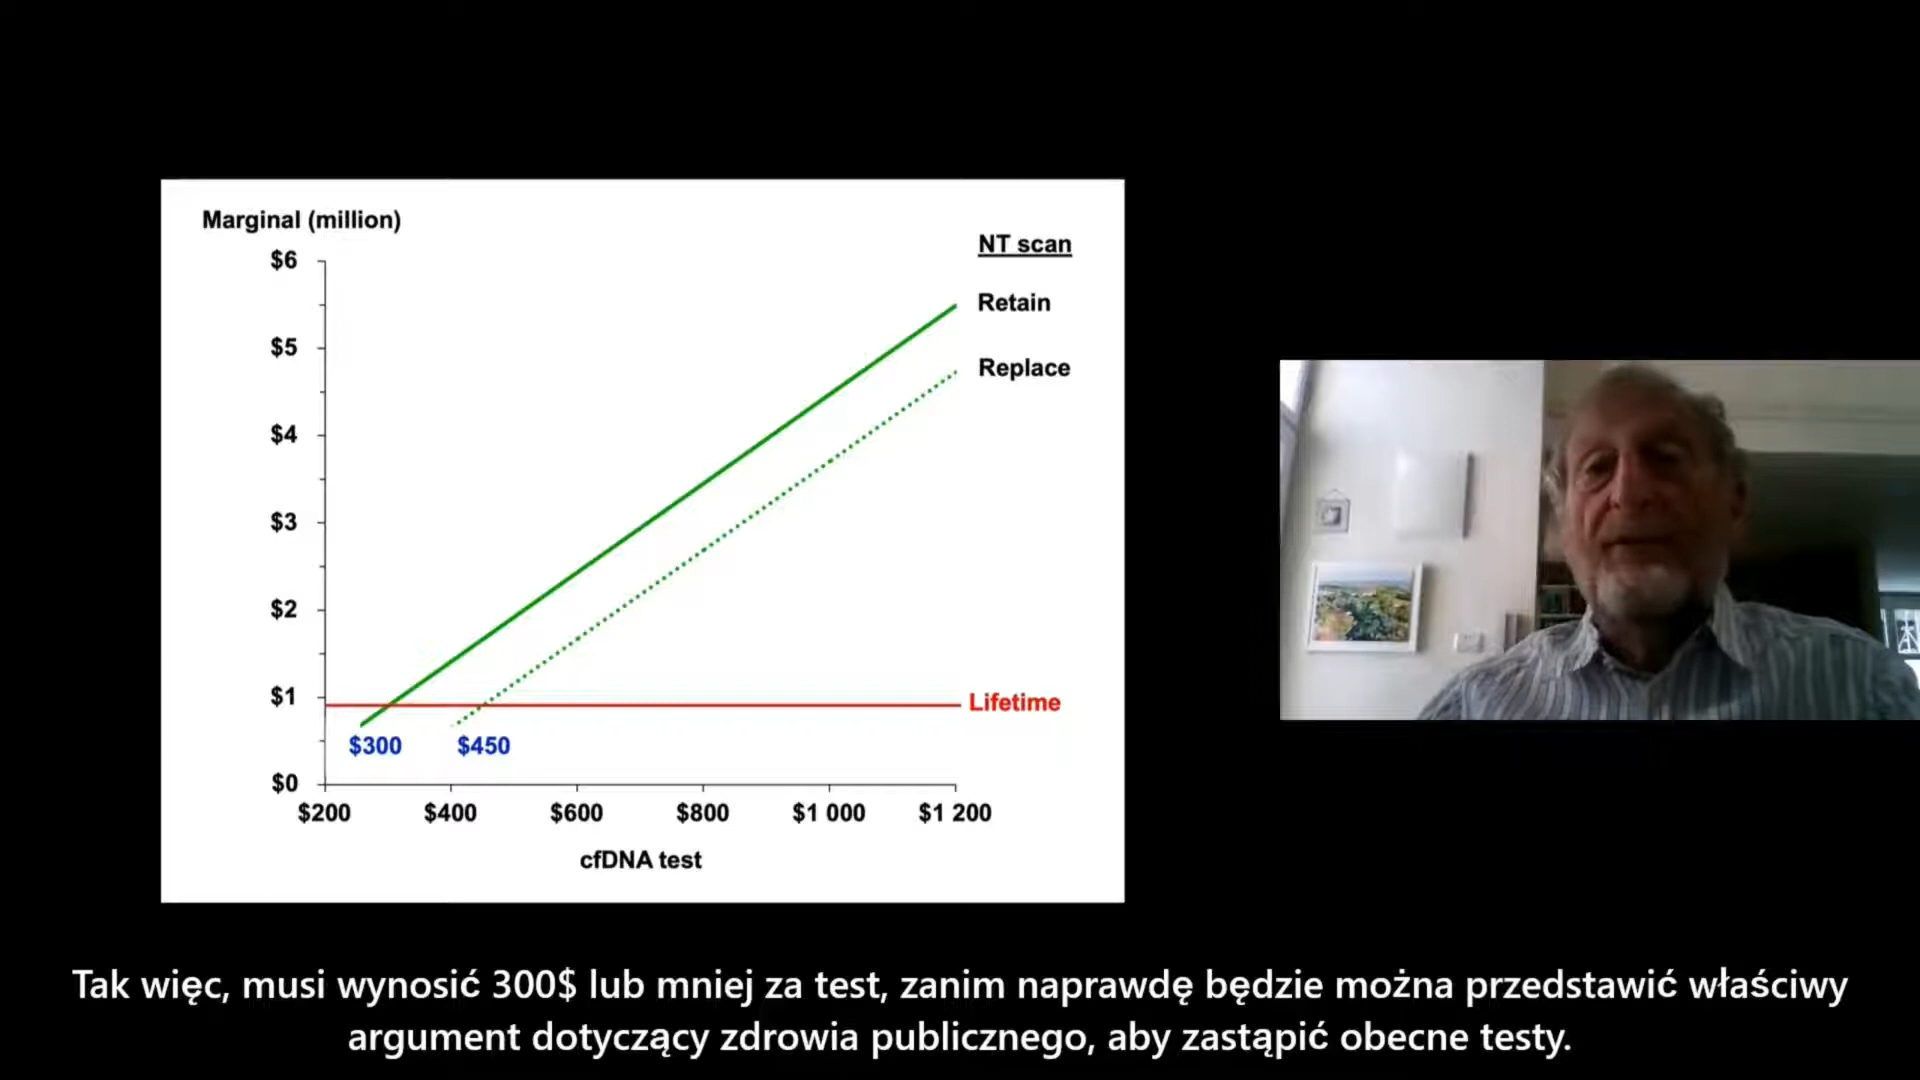 Marginal (million)
NT scan
$6
Retain
$5
Replace
$4
$3
$2
$1
Lifetime
$300 $450
$0
$200 $400 $600 $800 $1 000 $1 200
cfDNA test
Tak więc, musi wynosić 300$ lub mniej za test, zanim naprawdę będzie można przedstawić właściwy
argument dotyczący zdrowia publicznego, aby zastąpić obecne testy.